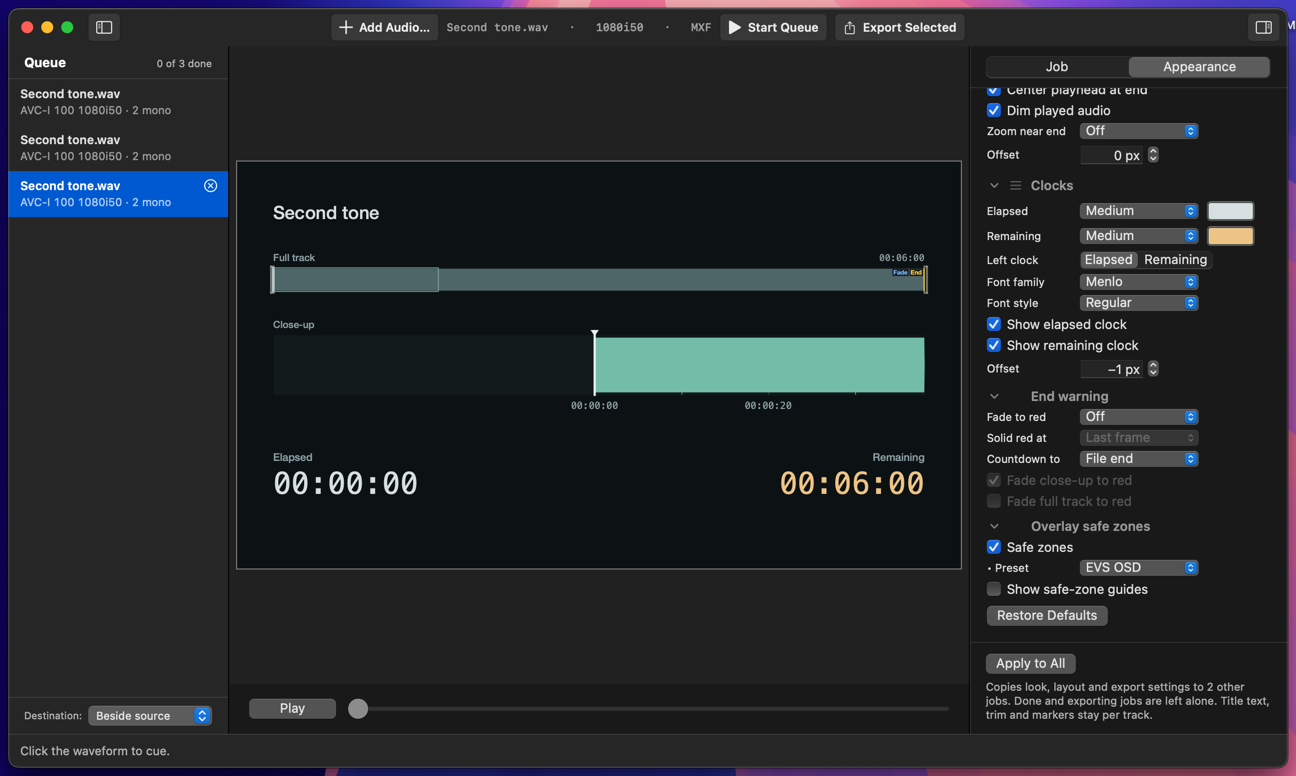 Add Audio... Second tone.wav · 1080i50 · MXF Start Queue Export Selected
Queue 0 of 3 done
Second tone.wav
AVC-I 100 1080i50 · 2 mono
Second tone.wav
AVC-I 100 1080i50 · 2 mono
Second tone.wav
AVC-I 100 1080i50 · 2 mono
Destination: Beside source
Click the waveform to cue.
Second tone
Full track 00:06:00
Fade End
Close-up
00:00:00 00:00:20
Elapsed Remaining
00:00:00 00:06:00
Play
Job Appearance
Center playhead at end
Dim played audio
Zoom near end Off
Offset 0 px
Clocks
Elapsed Medium
Remaining Medium
Left clock Elapsed Remaining
Font family Menlo
Font style Regular
Show elapsed clock
Show remaining clock
Offset −1 px
End warning
Fade to red Off
Solid red at Last frame
Countdown to File end
Fade close-up to red
Fade full track to red
Overlay safe zones
Safe zones
• Preset EVS OSD
Show safe-zone guides
Restore Defaults
Apply to All
Copies look, layout and export settings to 2 other
jobs. Done and exporting jobs are left alone. Title text,
trim and markers stay per track.